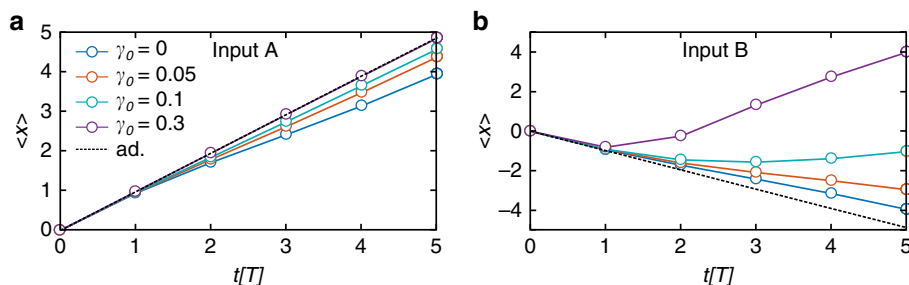 a
Input A
γ₀ = 0
γ₀ = 0.05
γ₀ = 0.1
γ₀ = 0.3
ad.
5
4
3
2
1
0
<x>
0
1
2
3
4
5
t[T]
b
Input B
4
2
0
−2
−4
<x>
0
1
2
3
4
5
t[T]